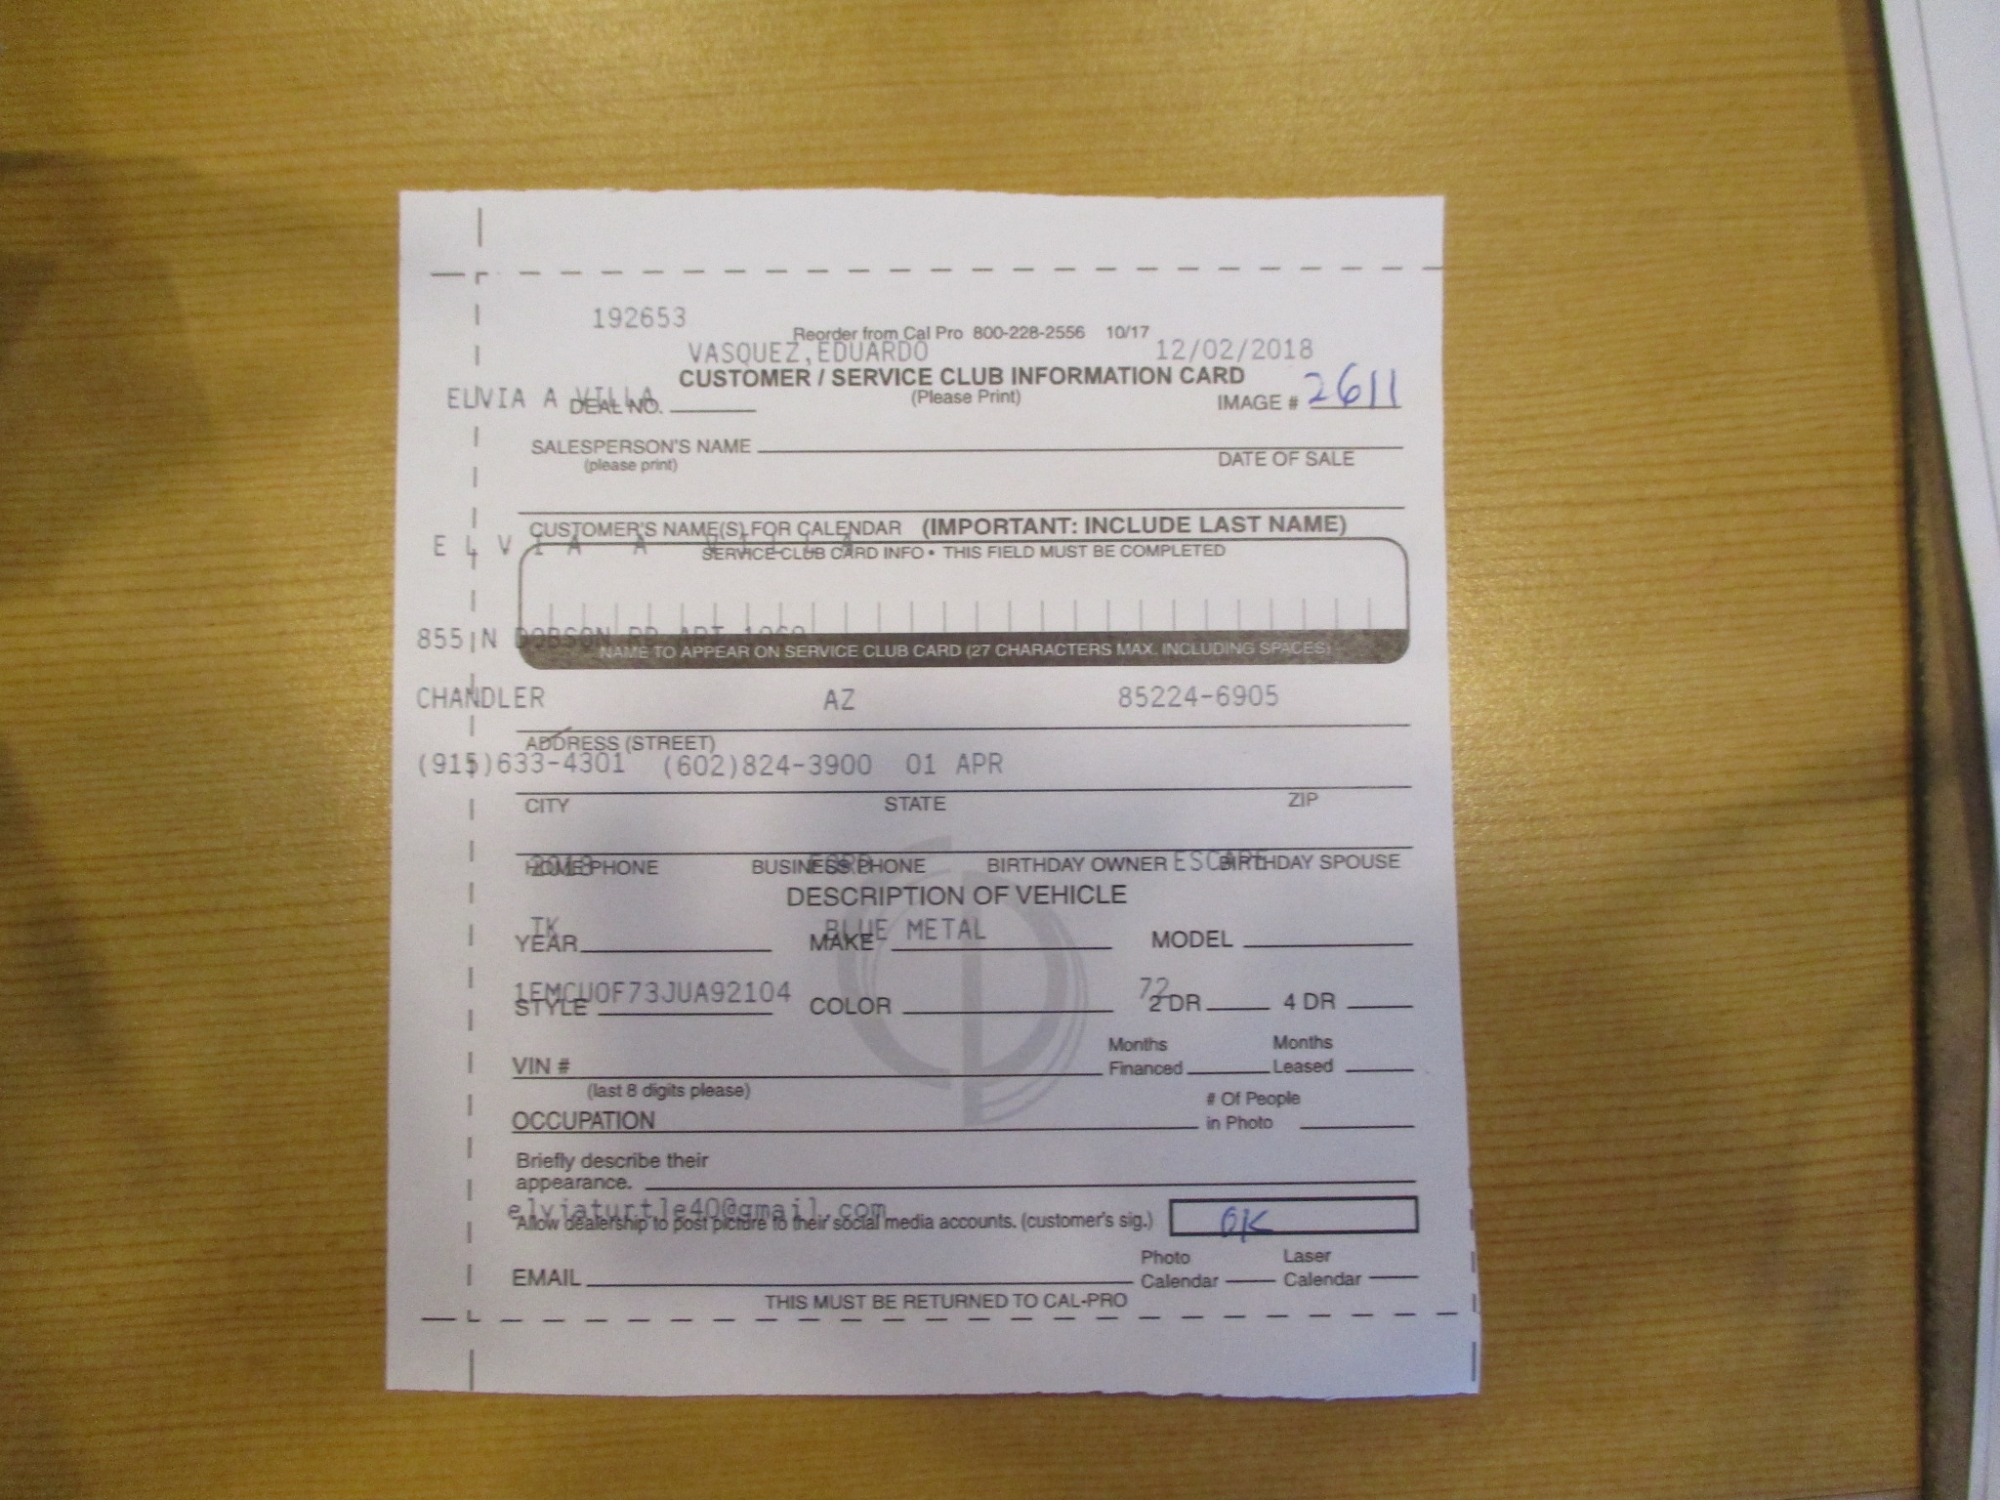 192653
Reorder from Cal Pro 800-228-2556 10/17
VASQUEZ,EDUARDO 12/02/2018
CUSTOMER / SERVICE CLUB INFORMATION CARD
ELVIA A VILLA DEAL NO. (Please Print) IMAGE # 2611
SALESPERSON'S NAME
(please print) DATE OF SALE
CUSTOMER'S NAME(S) FOR CALENDAR (IMPORTANT: INCLUDE LAST NAME)
E L V I A A V I L L A
SERVICE CLUB CARD INFO • THIS FIELD MUST BE COMPLETED
855 N DOBSON RD APT 1060
NAME TO APPEAR ON SERVICE CLUB CARD (27 CHARACTERS MAX. INCLUDING SPACES)
CHANDLER AZ 85224-6905
ADDRESS (STREET)
(915)633-4301 (602)824-3900 01 APR
CITY STATE ZIP
2018 FORD ESCAPE
HOME PHONE BUSINESS PHONE BIRTHDAY OWNER BIRTHDAY SPOUSE
DESCRIPTION OF VEHICLE
TK BLUE METAL
YEAR MAKE MODEL
1FMCU0F73JUA92104 72
STYLE COLOR 2 DR 4 DR
Months Months
VIN # Financed Leased
(last 8 digits please) # Of People
OCCUPATION in Photo
Briefly describe their
appearance.
elviaturtle40@gmail.com
Allow dealership to post picture to their social media accounts. (customer's sig.) OK
Photo Laser
EMAIL Calendar Calendar
THIS MUST BE RETURNED TO CAL-PRO